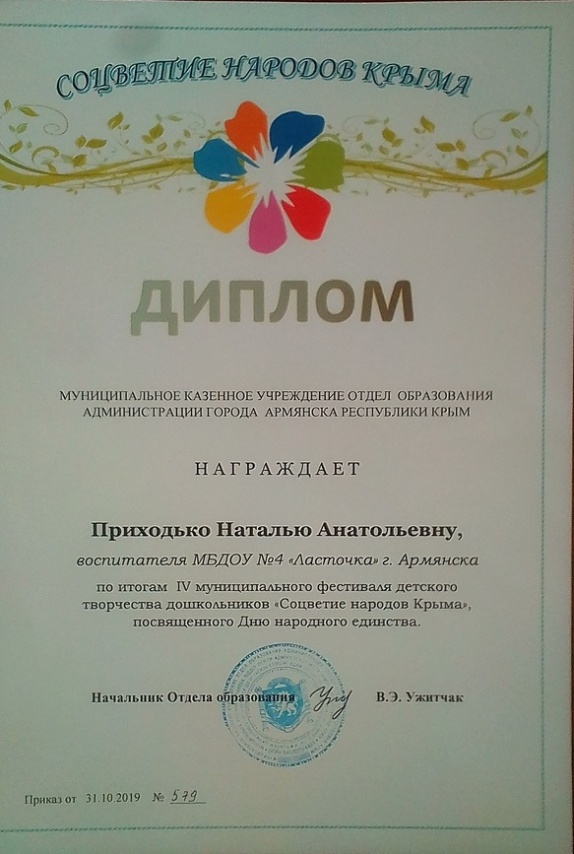 СОЦВЕТИЕ НАРОДОВ КРЫМА
ДИПЛОМ
МУНИЦИПАЛЬНОЕ КАЗЕННОЕ УЧРЕЖДЕНИЕ ОТДЕЛ ОБРАЗОВАНИЯ
АДМИНИСТРАЦИИ ГОРОДА АРМЯНСКА РЕСПУБЛИКИ КРЫМ
НАГРАЖДАЕТ
Приходько Наталью Анатольевну,
воспитателя МБДОУ №4 «Ласточка» г. Армянска
по итогам IV муниципального фестиваля детского
творчества дошкольников «Соцветие народов Крыма»,
посвященного Дню народного единства.
Начальник Отдела образования В.Э. Ужитчак
Приказ от 31.10.2019 № 579